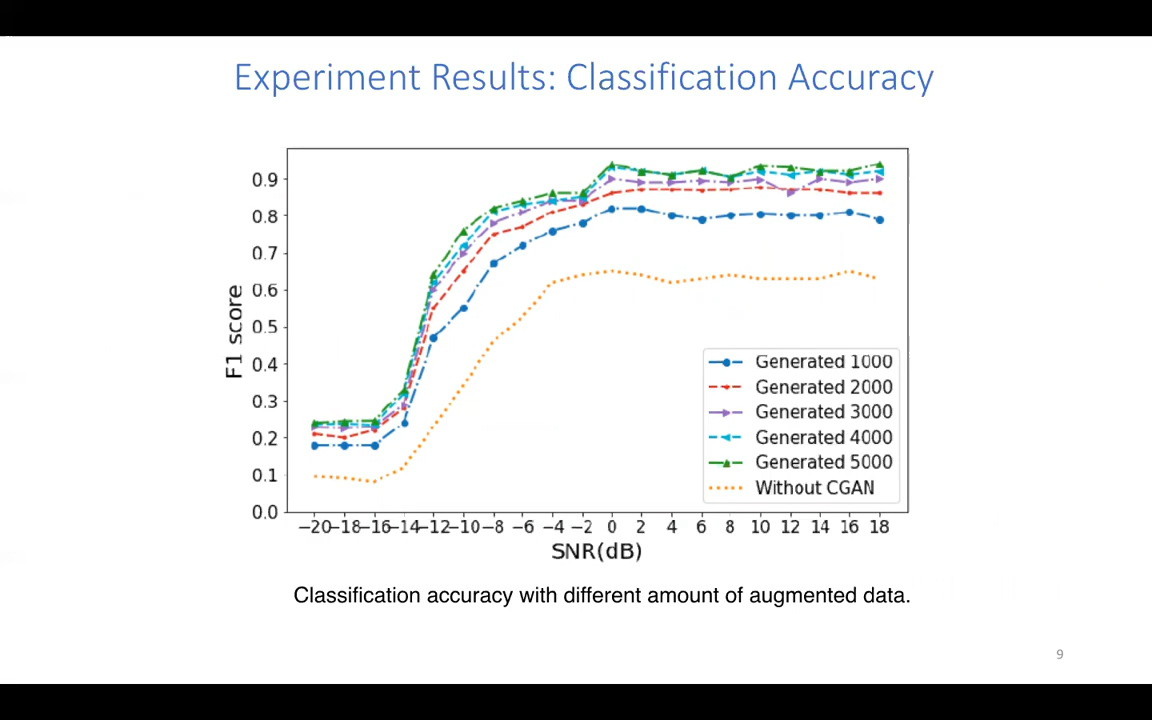 Experiment Results: Classification Accuracy
0.9
0.8
0.7
0.6
0.5
0.4
0.3
0.2
0.1
0.0
F1 score
−20 −18 −16 −14 −12 −10 −8 −6 −4 −2 0 2 4 6 8 10 12 14 16 18
SNR(dB)
Generated 1000
Generated 2000
Generated 3000
Generated 4000
Generated 5000
Without CGAN
Classification accuracy with different amount of augmented data.
9